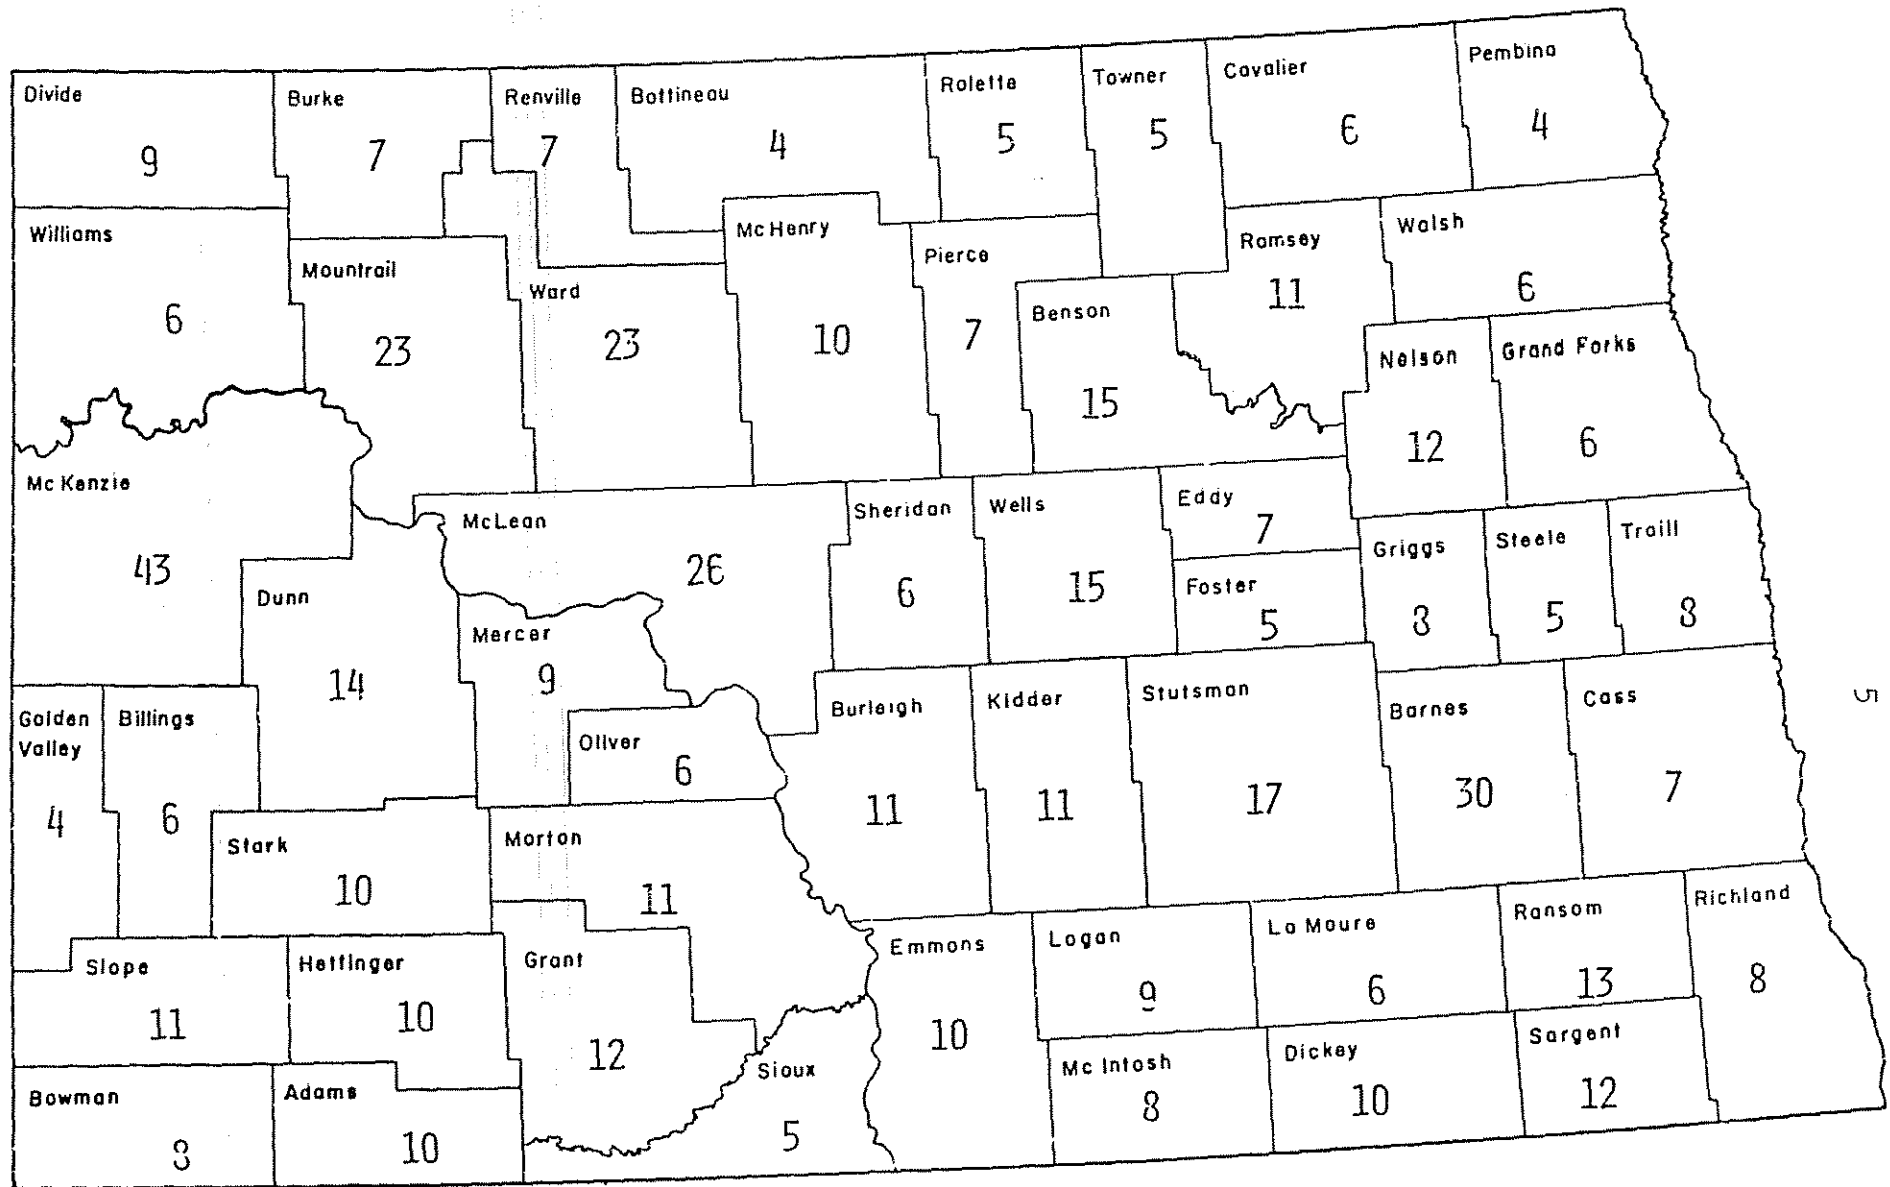 Divide
9
Burke
7
Renville
7
Bottineau
4
Rolette
5
Towner
5
Cavalier
6
Pembina
4
Williams
6
Mountrail
23
Ward
23
McHenry
10
Pierce
7
Benson
15
Ramsey
11
Walsh
6
Nelson
12
Grand Forks
6
McKenzie
43
Dunn
14
McLean
26
Mercer
9
Oliver
6
Sheridan
6
Wells
15
Eddy
7
Foster
5
Griggs
Steele
5
Traill
8
Golden
Valley
4
Billings
6
Stark
10
Morton
11
Burleigh
11
Kidder
11
Stutsman
17
Barnes
30
Cass
7
5
Slope
11
Hettinger
10
Grant
12
Sioux
5
Emmons
10
Logan
9
La Moure
6
Ransom
13
Richland
8
Bowman
Adams
10
Mc Intosh
8
Dickey
10
Sargent
12